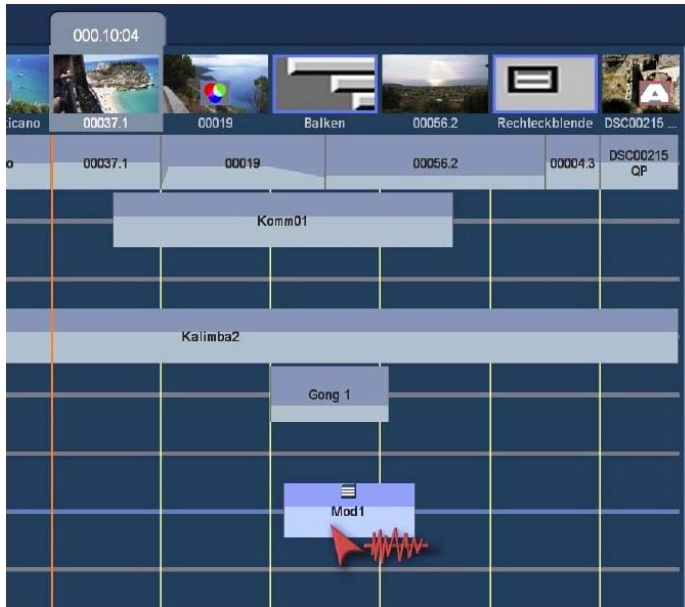 000.10:04
icano
00037.1
00019
Balken
00056.2
Rechteckblende
DSC00215 ...
o
00037.1
00019
00056.2
00004.3
DSC00215
QP
Komm01
Kalimba2
Gong 1
Mod1